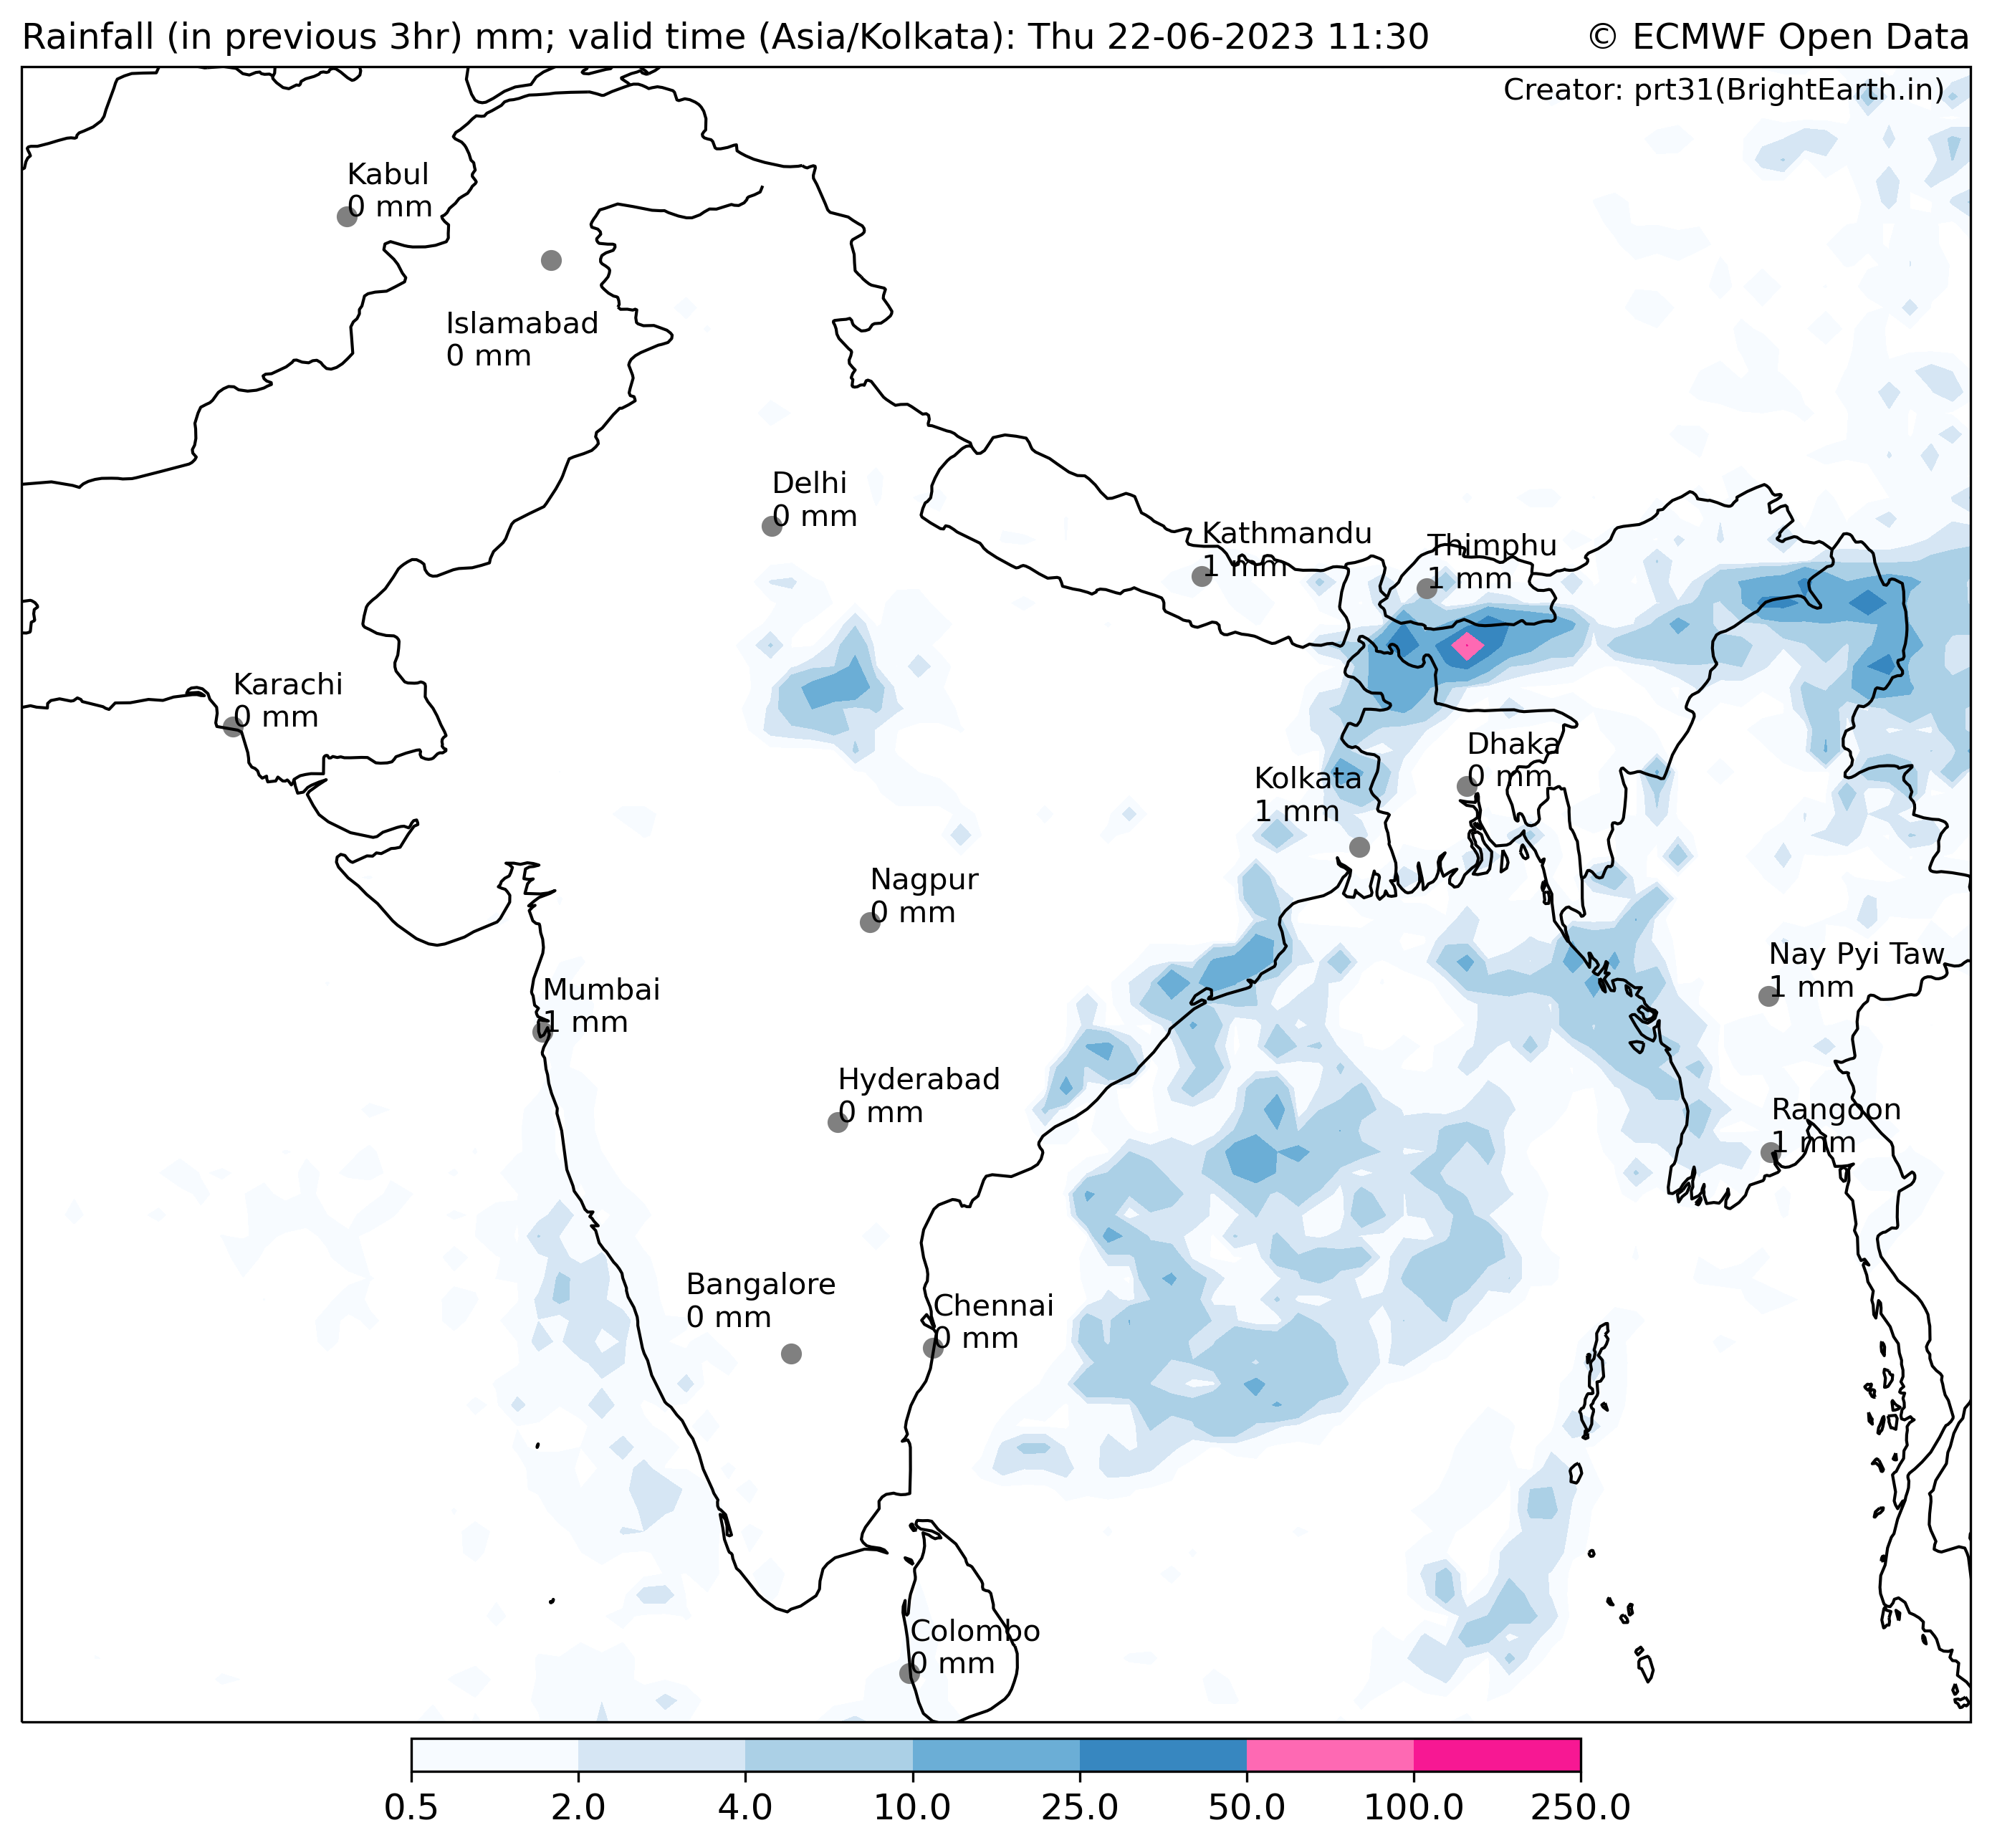 Rainfall (in previous 3hr) mm; valid time (Asia/Kolkata): Thu 22-06-2023 11:30
© ECMWF Open Data
Creator: prt31(BrightEarth.in)
Kabul
0 mm
Islamabad
0 mm
Delhi
0 mm
Kathmandu
1 mm
Thimphu
1 mm
Karachi
0 mm
Dhaka
0 mm
Kolkata
1 mm
Nagpur
0 mm
Nay Pyi Taw
1 mm
Mumbai
1 mm
Hyderabad
0 mm
Rangoon
1 mm
Bangalore
0 mm
Chennai
0 mm
Colombo
0 mm
0.5 2.0 4.0 10.0 25.0 50.0 100.0 250.0